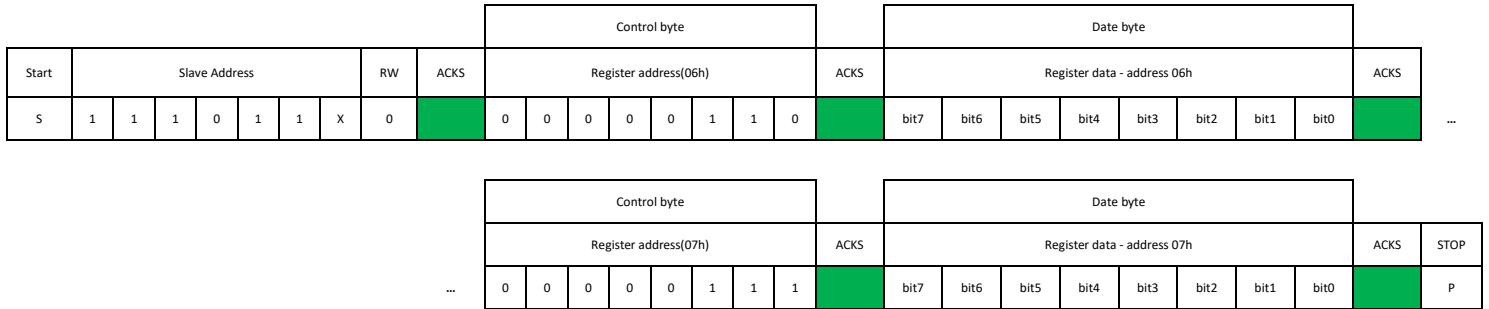 Control byte Date byte
Start Slave Address RW ACKS Register address(06h) ACKS Register data - address 06h ACKS
S 1 1 1 0 1 1 X 0 0 0 0 0 0 1 1 0 bit7 bit6 bit5 bit4 bit3 bit2 bit1 bit0 ...
Control byte Date byte
Register address(07h) ACKS Register data - address 07h ACKS STOP
... 0 0 0 0 0 1 1 1 bit7 bit6 bit5 bit4 bit3 bit2 bit1 bit0 P